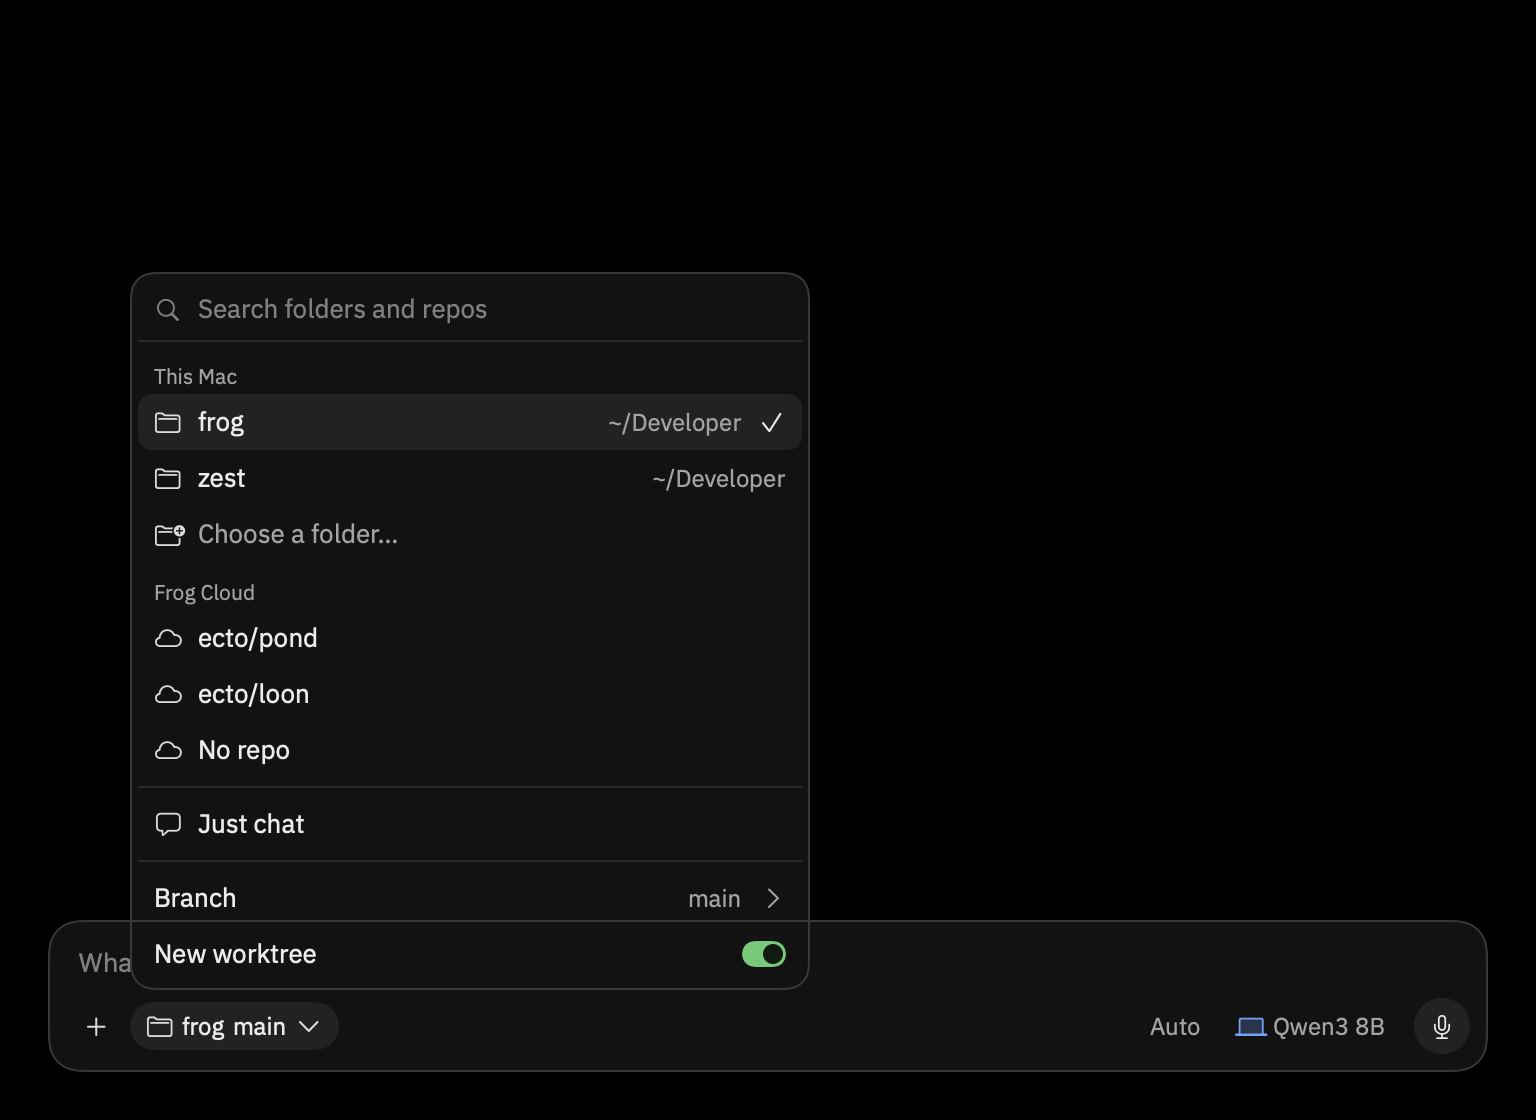 Search folders and repos
This Mac
frog ~/Developer
zest ~/Developer
Choose a folder...
Frog Cloud
ecto/pond
ecto/loon
No repo
Just chat
Branch main
New worktree
Wha
frog main Auto Qwen3 8B